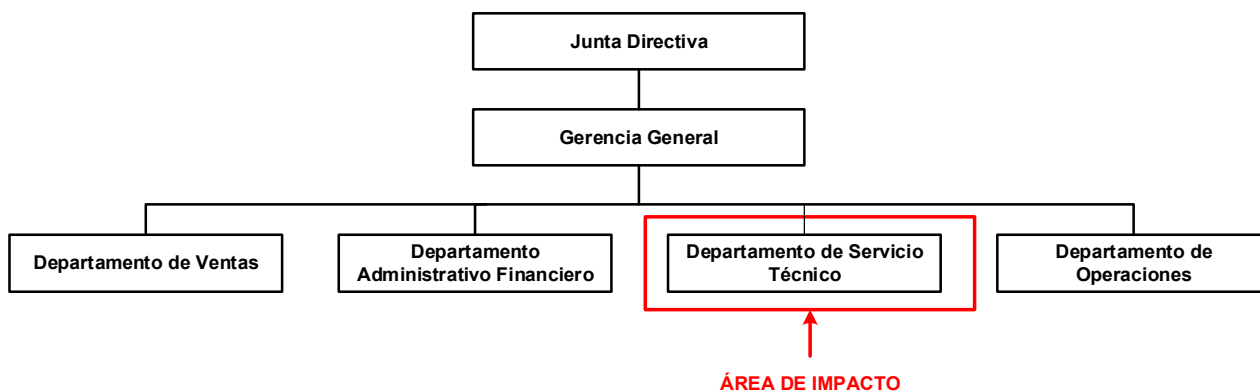 Junta Directiva
Gerencia General
Departamento de Ventas
Departamento
Administrativo Financiero
Departamento de Servicio
Técnico
Departamento de
Operaciones
ÁREA DE IMPACTO